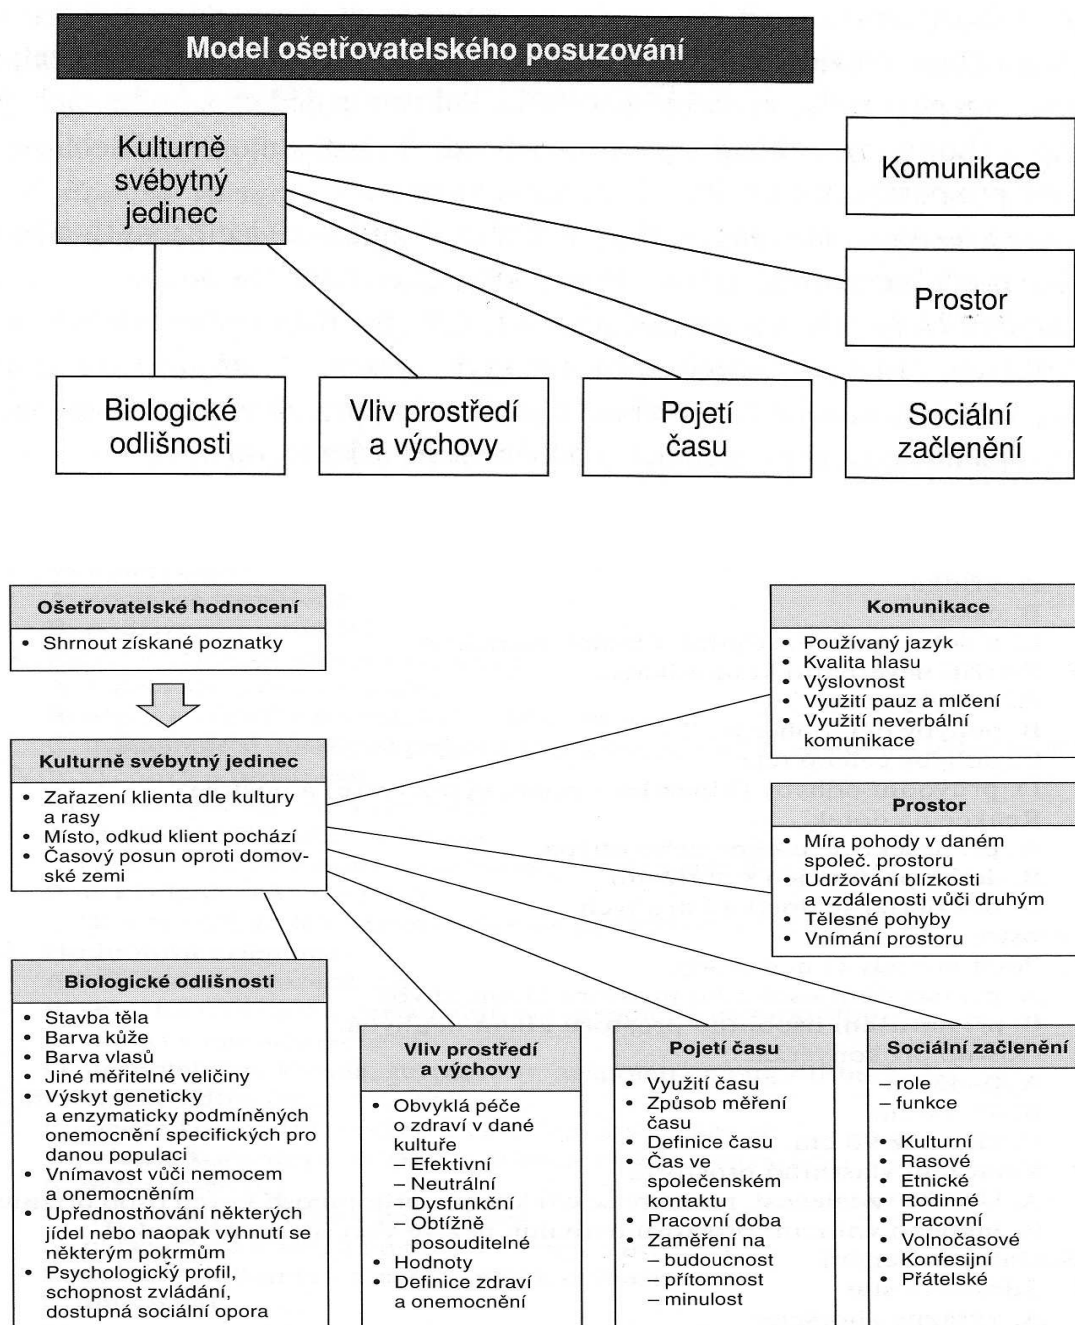 Model ošetřovatelského posuzování
Kulturně
svébytný
jedinec
Komunikace
Prostor
Biologické
odlišnosti
Vliv prostředí
a výchovy
Pojetí
času
Sociální
začlenění
Ošetřovatelské hodnocení
• Shrnout získané poznatky
Kulturně svébytný jedinec
• Zařazení klienta dle kultury
a rasy
• Místo, odkud klient pochází
• Časový posun oproti domov-
ské zemi
Komunikace
• Používaný jazyk
• Kvalita hlasu
• Výslovnost
• Využití pauz a mlčení
• Využití neverbální
komunikace
Prostor
• Míra pohody v daném
společ. prostoru
• Udržování blízkosti
a vzdálenosti vůči druhým
• Tělesné pohyby
• Vnímání prostoru
Biologické odlišnosti
• Stavba těla
• Barva kůže
• Barva vlasů
• Jiné měřitelné veličiny
• Výskyt geneticky
a enzymaticky podmíněných
onemocnění specifických pro
danou populaci
• Vnímavost vůči nemocem
a onemocněním
• Upřednostňování některých
jídel nebo naopak vyhnutí se
některým pokrmům
• Psychologický profil,
schopnost zvládání,
dostupná sociální opora
Vliv prostředí
a výchovy
• Obvyklá péče
o zdraví v dané
kultuře
– Efektivní
– Neutrální
– Dysfunkční
– Obtížně
posouditelné
• Hodnoty
• Definice zdraví
a onemocnění
Pojetí času
• Využití času
• Způsob měření
času
• Definice času
• Čas ve
společenském
kontaktu
• Pracovní doba
• Zaměření na
– budoucnost
– přítomnost
– minulost
Sociální začlenění
– role
– funkce
• Kulturní
• Rasové
• Etnické
• Rodinné
• Pracovní
• Volnočasové
• Konfesijní
• Přátelské